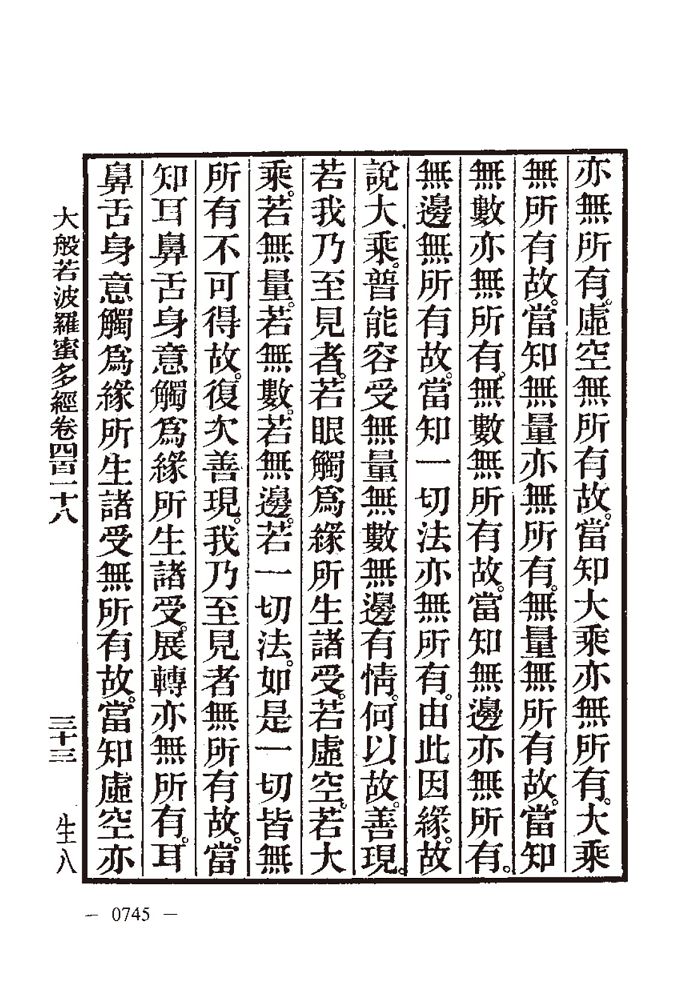 亦無所有。虛空無所有故。當知大乘亦無所有。大乘
無所有故。當知無量亦無所有。無量無所有故。當知
無數亦無所有。無數無所有故。當知無邊亦無所有。
無邊無所有故。當知一切法亦無所有。由此因緣。故
說大乘。普能容受無量無數無邊有情。何以故。善現。
若我乃至見者。若眼觸爲緣所生諸受。若虛空。若大
乘。若無量。若無數。若無邊。若一切法。如是一切皆無
所有不可得故。復次善現。我乃至見者無所有故。當
知耳鼻舌身意觸爲緣所生諸受。展轉亦無所有。耳
鼻舌身意觸爲緣所生諸受無所有故。當知虛空亦
大般若波羅蜜多經卷四百一十八 三十三 生八
— 0745 —